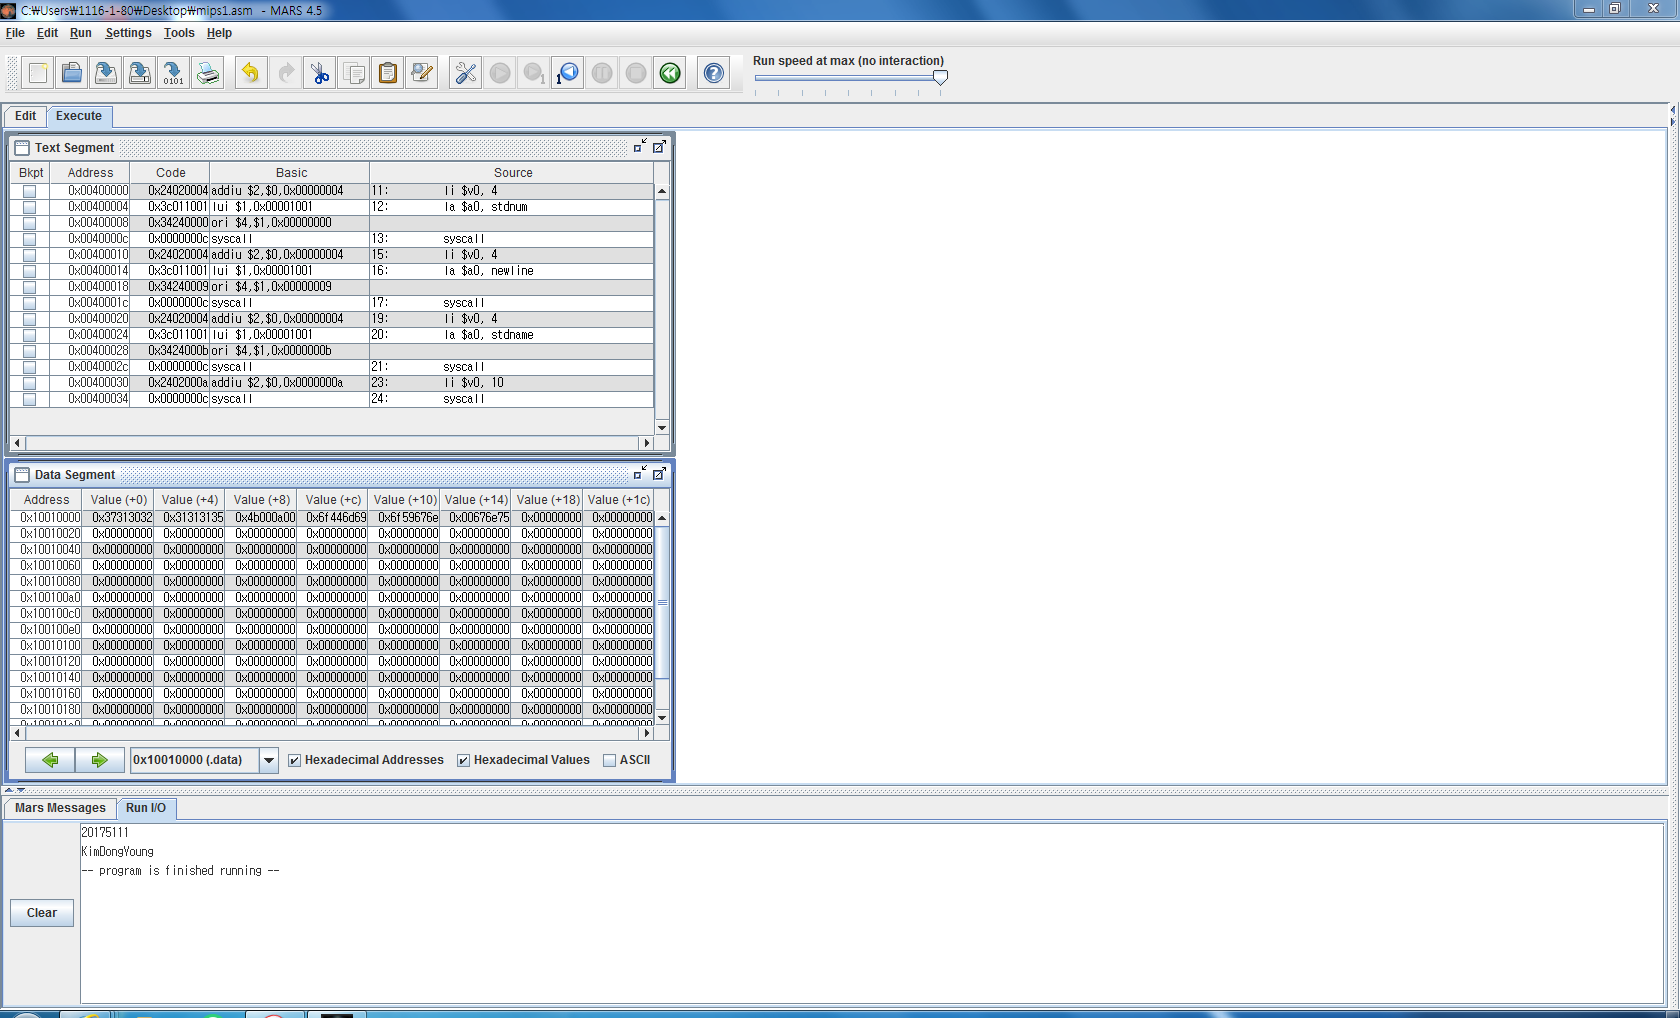 C:₩Users₩1116-1-80₩Desktop₩mips1.asm - MARS 4.5
File Edit Run Settings Tools Help
Run speed at max (no interaction)
Edit Execute
Text Segment
Bkpt Address Code Basic Source
0x00400000 0x24020004 addiu $2,$0,0x00000004 11: li $v0, 4
0x00400004 0x3c011001 lui $1,0x00001001 12: la $a0, stdnum
0x00400008 0x34240000 ori $4,$1,0x00000000
0x0040000c 0x0000000c syscall 13: syscall
0x00400010 0x24020004 addiu $2,$0,0x00000004 15: li $v0, 4
0x00400014 0x3c011001 lui $1,0x00001001 16: la $a0, newline
0x00400018 0x34240009 ori $4,$1,0x00000009
0x0040001c 0x0000000c syscall 17: syscall
0x00400020 0x24020004 addiu $2,$0,0x00000004 19: li $v0, 4
0x00400024 0x3c011001 lui $1,0x00001001 20: la $a0, stdname
0x00400028 0x3424000b ori $4,$1,0x0000000b
0x0040002c 0x0000000c syscall 21: syscall
0x00400030 0x2402000a addiu $2,$0,0x0000000a 23: li $v0, 10
0x00400034 0x0000000c syscall 24: syscall
Data Segment
Address Value (+0) Value (+4) Value (+8) Value (+c) Value (+10) Value (+14) Value (+18) Value (+1c)
0x10010000 0x37313032 0x31313135 0x4b000a00 0x6f446d69 0x6f59676e 0x00676e75 0x00000000 0x00000000
0x10010020 0x00000000 0x00000000 0x00000000 0x00000000 0x00000000 0x00000000 0x00000000 0x00000000
0x10010040 0x00000000 0x00000000 0x00000000 0x00000000 0x00000000 0x00000000 0x00000000 0x00000000
0x10010060 0x00000000 0x00000000 0x00000000 0x00000000 0x00000000 0x00000000 0x00000000 0x00000000
0x10010080 0x00000000 0x00000000 0x00000000 0x00000000 0x00000000 0x00000000 0x00000000 0x00000000
0x100100a0 0x00000000 0x00000000 0x00000000 0x00000000 0x00000000 0x00000000 0x00000000 0x00000000
0x100100c0 0x00000000 0x00000000 0x00000000 0x00000000 0x00000000 0x00000000 0x00000000 0x00000000
0x100100e0 0x00000000 0x00000000 0x00000000 0x00000000 0x00000000 0x00000000 0x00000000 0x00000000
0x10010100 0x00000000 0x00000000 0x00000000 0x00000000 0x00000000 0x00000000 0x00000000 0x00000000
0x10010120 0x00000000 0x00000000 0x00000000 0x00000000 0x00000000 0x00000000 0x00000000 0x00000000
0x10010140 0x00000000 0x00000000 0x00000000 0x00000000 0x00000000 0x00000000 0x00000000 0x00000000
0x10010160 0x00000000 0x00000000 0x00000000 0x00000000 0x00000000 0x00000000 0x00000000 0x00000000
0x10010180 0x00000000 0x00000000 0x00000000 0x00000000 0x00000000 0x00000000 0x00000000 0x00000000
0x10010000 (.data) Hexadecimal Addresses Hexadecimal Values ASCII
Mars Messages Run I/O
20175111
KimDongYoung
-- program is finished running --
Clear